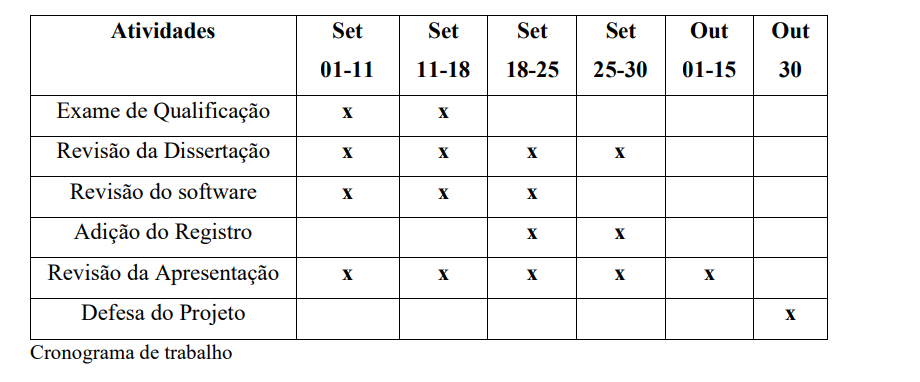 Atividades Set Set Set Set Out Out
01-11 11-18 18-25 25-30 01-15 30
Exame de Qualificação x x
Revisão da Dissertação x x x x
Revisão do software x x x
Adição do Registro x x
Revisão da Apresentação x x x x x
Defesa do Projeto x
Cronograma de trabalho